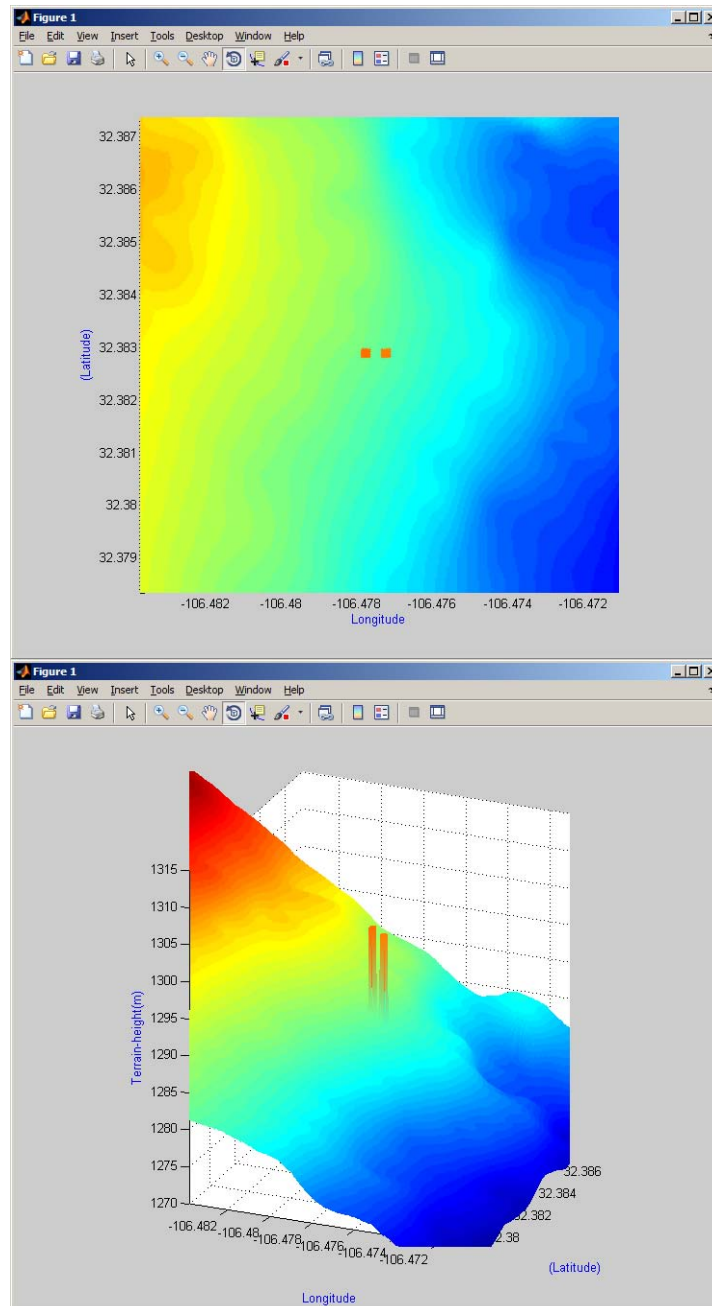 Figure 1
File Edit View Insert Tools Desktop Window Help
32.387
32.386
32.385
32.384
32.383
32.382
32.381
32.38
32.379
(Latitude)
-106.482 -106.48 -106.478 -106.476 -106.474 -106.472
Longitude
Figure 1
File Edit View Insert Tools Desktop Window Help
1315
1310
1305
1300
1295
1290
1285
1280
1275
1270
Terrain-height(m)
-106.482 -106.48 -106.478 -106.476 -106.474 -106.472
Longitude
32.386
32.384
32.382
32.38
(Latitude)